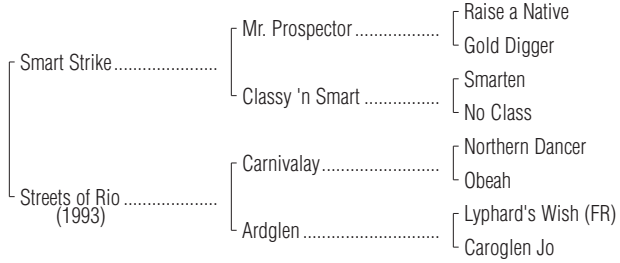 Raise a Native
Mr. Prospector ..................
Gold Digger
Smart Strike......................
Smarten
Classy 'n Smart ................
No Class
Northern Dancer
Carnivalay.........................
Obeah
Streets of Rio ....................
(1993)
Lyphard's Wish (FR)
Ardglen .............................
Caroglen Jo